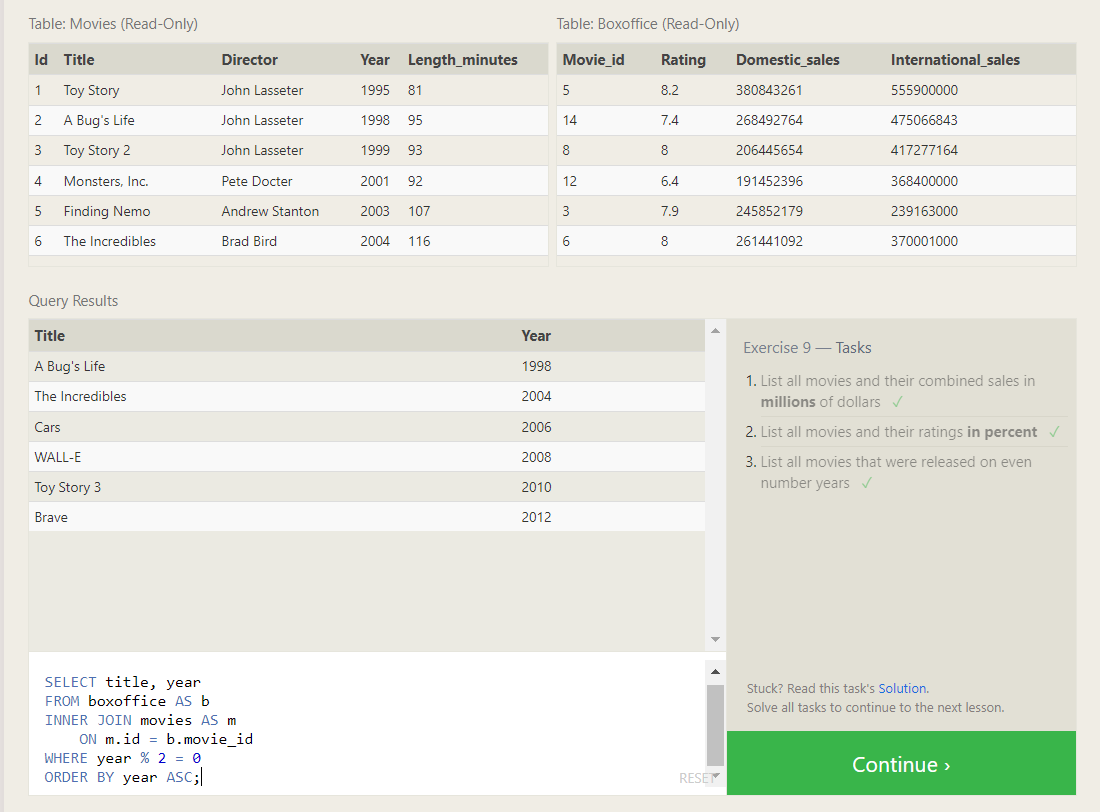 Table: Movies (Read-Only)
Id Title Director Year Length_minutes
1 Toy Story John Lasseter 1995 81
2 A Bug's Life John Lasseter 1998 95
3 Toy Story 2 John Lasseter 1999 93
4 Monsters, Inc. Pete Docter 2001 92
5 Finding Nemo Andrew Stanton 2003 107
6 The Incredibles Brad Bird 2004 116
Table: Boxoffice (Read-Only)
Movie_id Rating Domestic_sales International_sales
5 8.2 380843261 555900000
14 7.4 268492764 475066843
8 8 206445654 417277164
12 6.4 191452396 368400000
3 7.9 245852179 239163000
6 8 261441092 370001000
Query Results
Title Year
A Bug's Life 1998
The Incredibles 2004
Cars 2006
WALL-E 2008
Toy Story 3 2010
Brave 2012
SELECT title, year
FROM boxoffice AS b
INNER JOIN movies AS m
ON m.id = b.movie_id
WHERE year % 2 = 0
ORDER BY year ASC;
RESET
Exercise 9 — Tasks
1. List all movies and their combined sales in
millions of dollars ✓
2. List all movies and their ratings in percent ✓
3. List all movies that were released on even
number years ✓
Stuck? Read this task's Solution.
Solve all tasks to continue to the next lesson.
Continue ›